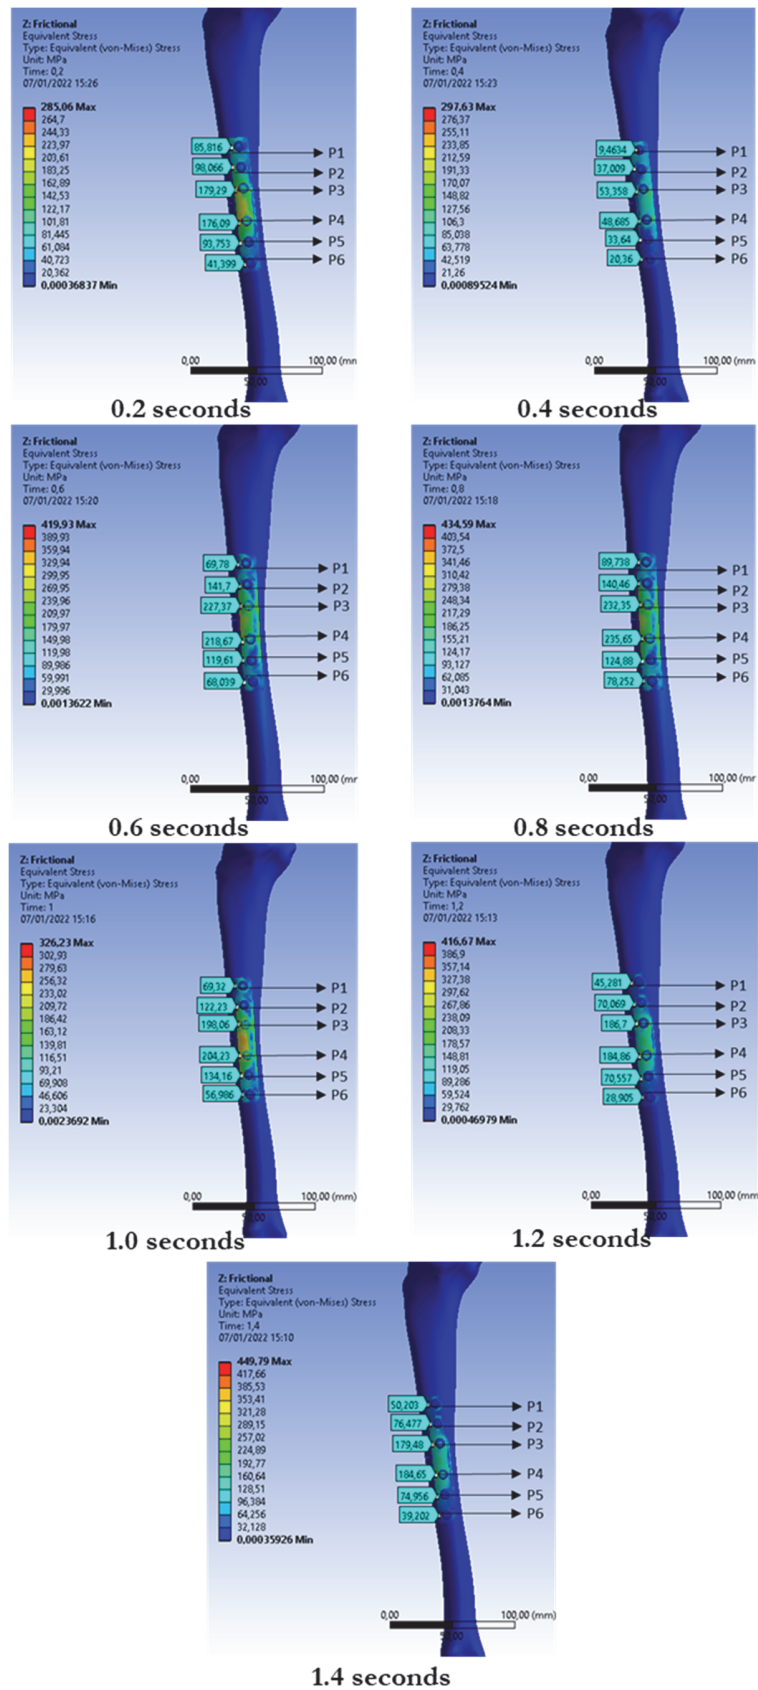 Z: Frictional
Equivalent Stress
Type: Equivalent (von-Mises) Stress
Unit: MPa
Time: 0,2
07/01/2022 15:26
285,06 Max
264,7
244,33
223,97
203,61
183,25
162,89
142,53
122,17
101,81
81,445
61,084
40,723
20,362
0,00036837 Min
85,816
98,066
179,29
176,09
93,753
41,399
P1
P2
P3
P4
P5
P6
0,00
100,00 (mr
50,00
0.2 seconds
Z: Frictional
Equivalent Stress
Type: Equivalent (von-Mises) Stress
Unit: MPa
Time: 0,4
07/01/2022 15:23
297,63 Max
276,37
255,11
233,85
212,59
191,33
170,07
148,82
127,56
106,3
85,038
63,778
42,519
21,26
0,00089524 Min
9,4634
37,009
53,358
48,685
33,64
20,36
P1
P2
P3
P4
P5
P6
0,00
100,00 (mm
50,00
0.4 seconds
Z: Frictional
Equivalent Stress
Type: Equivalent (von-Mises) Stress
Unit: MPa
Time: 0,6
07/01/2022 15:20
419,93 Max
389,93
359,94
329,94
299,95
269,95
239,96
209,97
179,97
149,98
119,98
89,986
59,991
29,996
0,0013622 Min
69,78
141,7
227,37
218,67
119,61
68,039
P1
P2
P3
P4
P5
P6
0,00
100,00 (mr
50,00
0.6 seconds
Z: Frictional
Equivalent Stress
Type: Equivalent (von-Mises) Stress
Unit: MPa
Time: 0,8
07/01/2022 15:18
434,59 Max
403,54
372,5
341,46
310,42
279,38
248,34
217,29
186,25
155,21
124,17
93,127
62,085
31,043
0,0013764 Min
89,738
140,46
232,35
235,65
124,88
78,252
P1
P2
P3
P4
P5
P6
0,00
100,00 (mm
50,00
0.8 seconds
Z: Frictional
Equivalent Stress
Type: Equivalent (von-Mises) Stress
Unit: MPa
Time: 1
07/01/2022 15:16
326,23 Max
302,93
279,63
256,32
233,02
209,72
186,42
163,12
139,81
116,51
93,21
69,908
46,606
23,304
0,0023692 Min
69,32
122,23
198,06
204,23
134,16
56,986
P1
P2
P3
P4
P5
P6
0,00
100,00 (mm)
50,00
1.0 seconds
Z: Frictional
Equivalent Stress
Type: Equivalent (von-Mises) Stress
Unit: MPa
Time: 1,2
07/01/2022 15:13
416,67 Max
386,9
357,14
327,38
297,62
267,86
238,09
208,33
178,57
148,81
119,05
89,286
59,524
29,762
0,00046979 Min
45,281
70,069
186,7
184,86
70,557
28,905
P1
P2
P3
P4
P5
P6
0,00
100,00 (mm
50,00
1.2 seconds
Z: Frictional
Equivalent Stress
Type: Equivalent (von-Mises) Stress
Unit: MPa
Time: 1,4
07/01/2022 15:10
449,79 Max
417,66
385,53
353,41
321,28
289,15
257,02
224,89
192,77
160,64
128,51
96,384
64,256
32,128
0,00035926 Min
50,203
76,477
179,48
184,65
74,956
39,202
P1
P2
P3
P4
P5
P6
0,00
100,00 (mm)
50,00
1.4 seconds